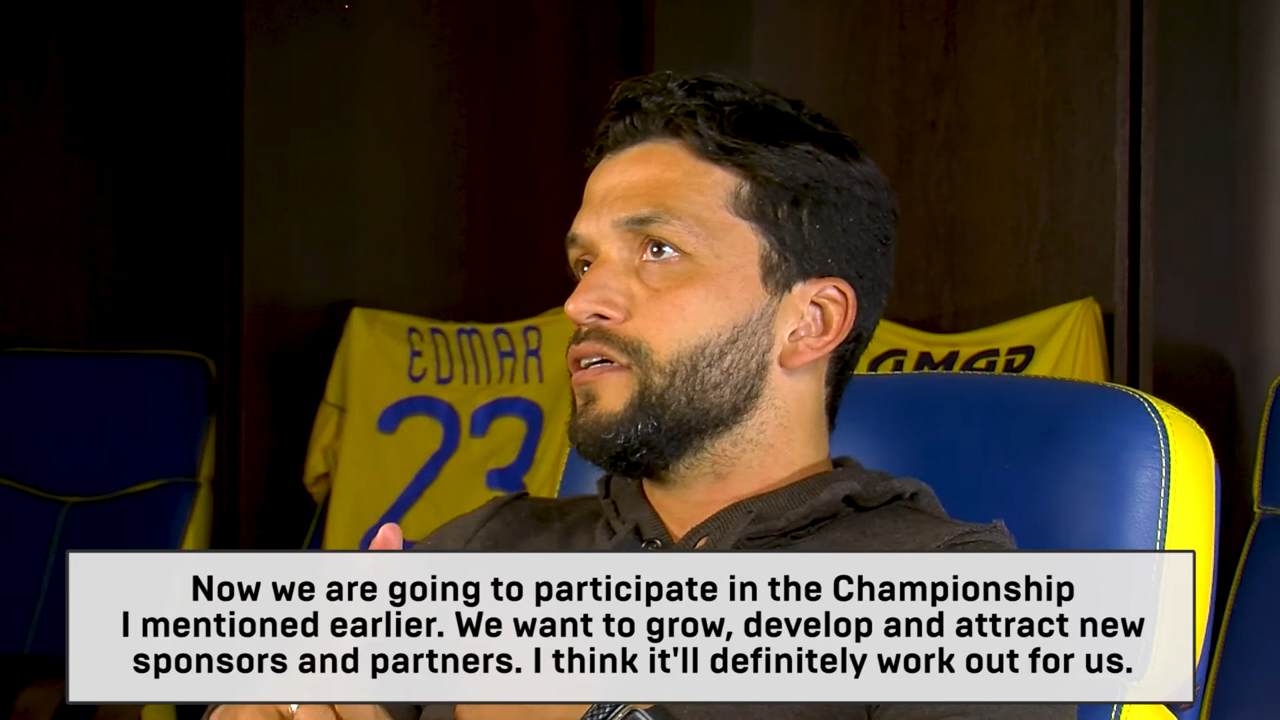 EDMAR
23
Now we are going to participate in the Championship
I mentioned earlier. We want to grow, develop and attract new
sponsors and partners. I think it'll definitely work out for us.